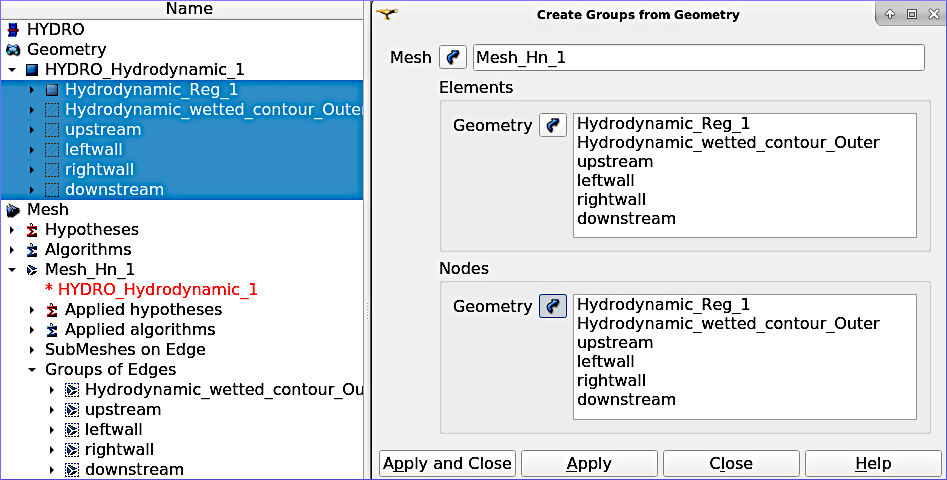 Name
HYDRO
Geometry
HYDRO_Hydrodynamic_1
Hydrodynamic_Reg_1
Hydrodynamic_wetted_contour_Outer
upstream
leftwall
rightwall
downstream
Mesh
Hypotheses
Algorithms
Mesh_Hn_1
* HYDRO_Hydrodynamic_1
Applied hypotheses
Applied algorithms
SubMeshes on Edge
Groups of Edges
Hydrodynamic_wetted_contour_Ou
upstream
leftwall
rightwall
downstream
Create Groups from Geometry
Mesh Mesh_Hn_1
Elements
Geometry
Hydrodynamic_Reg_1
Hydrodynamic_wetted_contour_Outer
upstream
leftwall
rightwall
downstream
Nodes
Geometry
Hydrodynamic_Reg_1
Hydrodynamic_wetted_contour_Outer
upstream
leftwall
rightwall
downstream
Apply and Close Apply Close Help